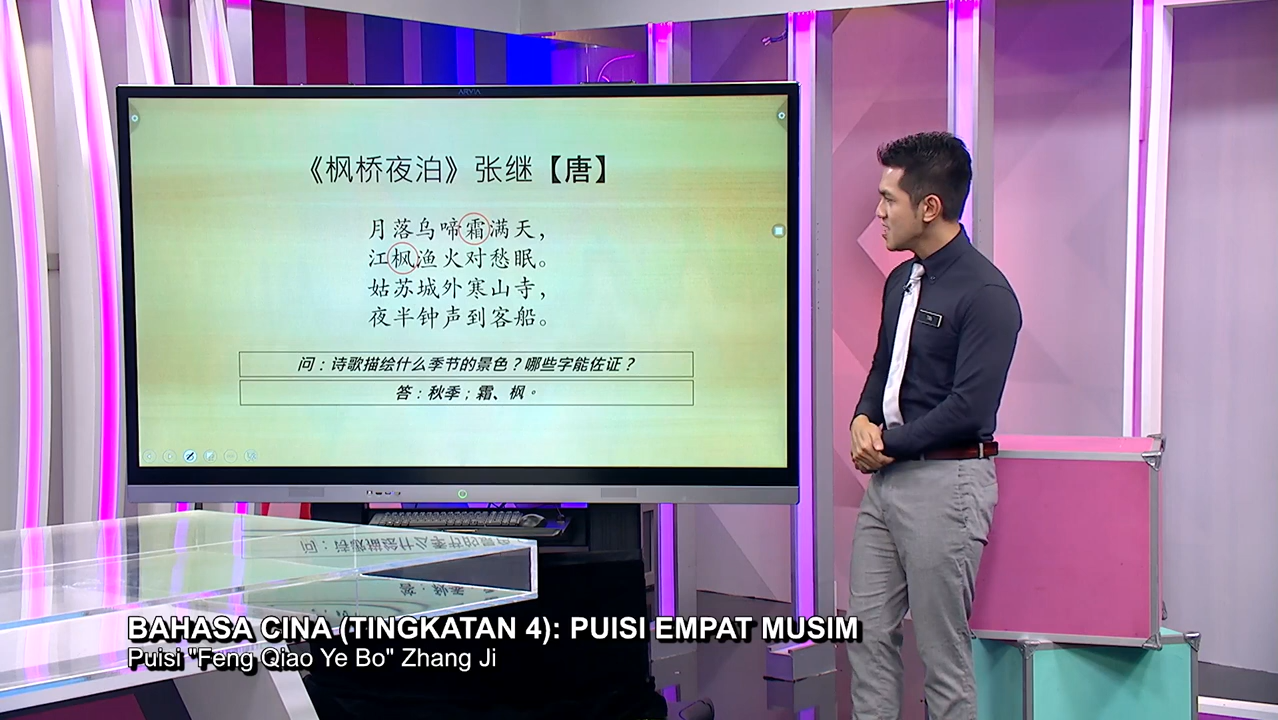 ARVIA
《枫桥夜泊》张继【唐】
月落乌啼霜满天，
江枫渔火对愁眠。
姑苏城外寒山寺，
夜半钟声到客船。
问：诗歌描绘什么季节的景色？哪些字能佐证？
答：秋季；霜、枫。
BAHASA CINA (TINGKATAN 4): PUISI EMPAT MUSIM
Puisi "Feng Qiao Ye Bo" Zhang Ji